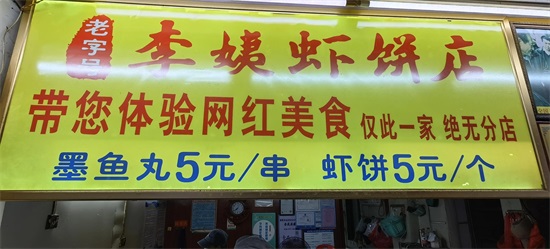 老字号
李姨虾饼店
带您体验网红美食 仅此一家 绝无分店
墨鱼丸5元/串 虾饼5元/个